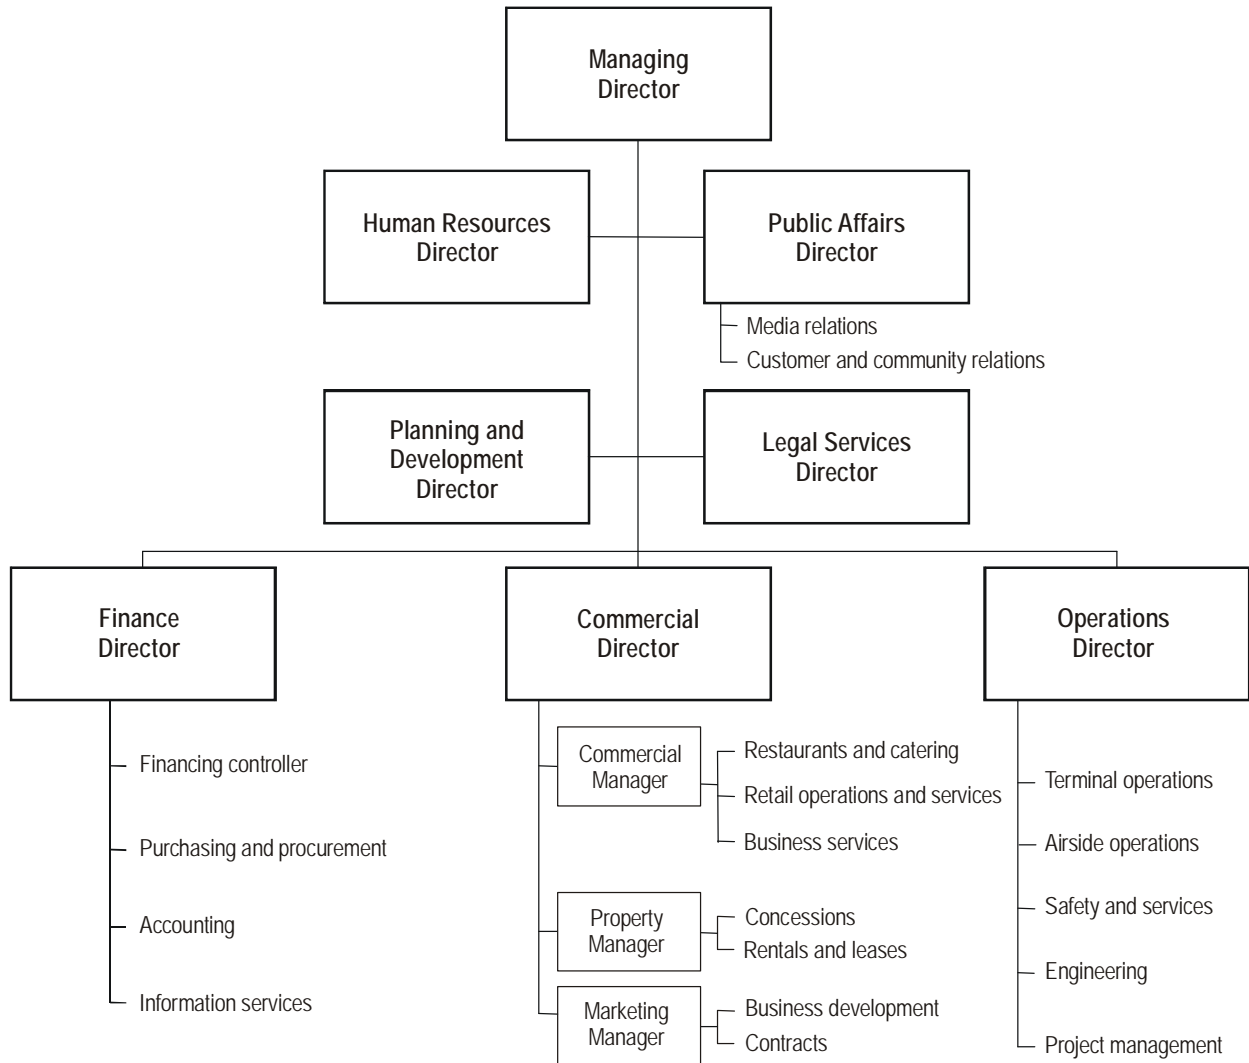 Managing
Director
Human Resources
Director
Public Affairs
Director
Media relations
Customer and community relations
Planning and
Development
Director
Legal Services
Director
Finance
Director
Commercial
Director
Operations
Director
Financing controller
Purchasing and procurement
Accounting
Information services
Commercial
Manager
Restaurants and catering
Retail operations and services
Business services
Property
Manager
Concessions
Rentals and leases
Marketing
Manager
Business development
Contracts
Terminal operations
Airside operations
Safety and services
Engineering
Project management